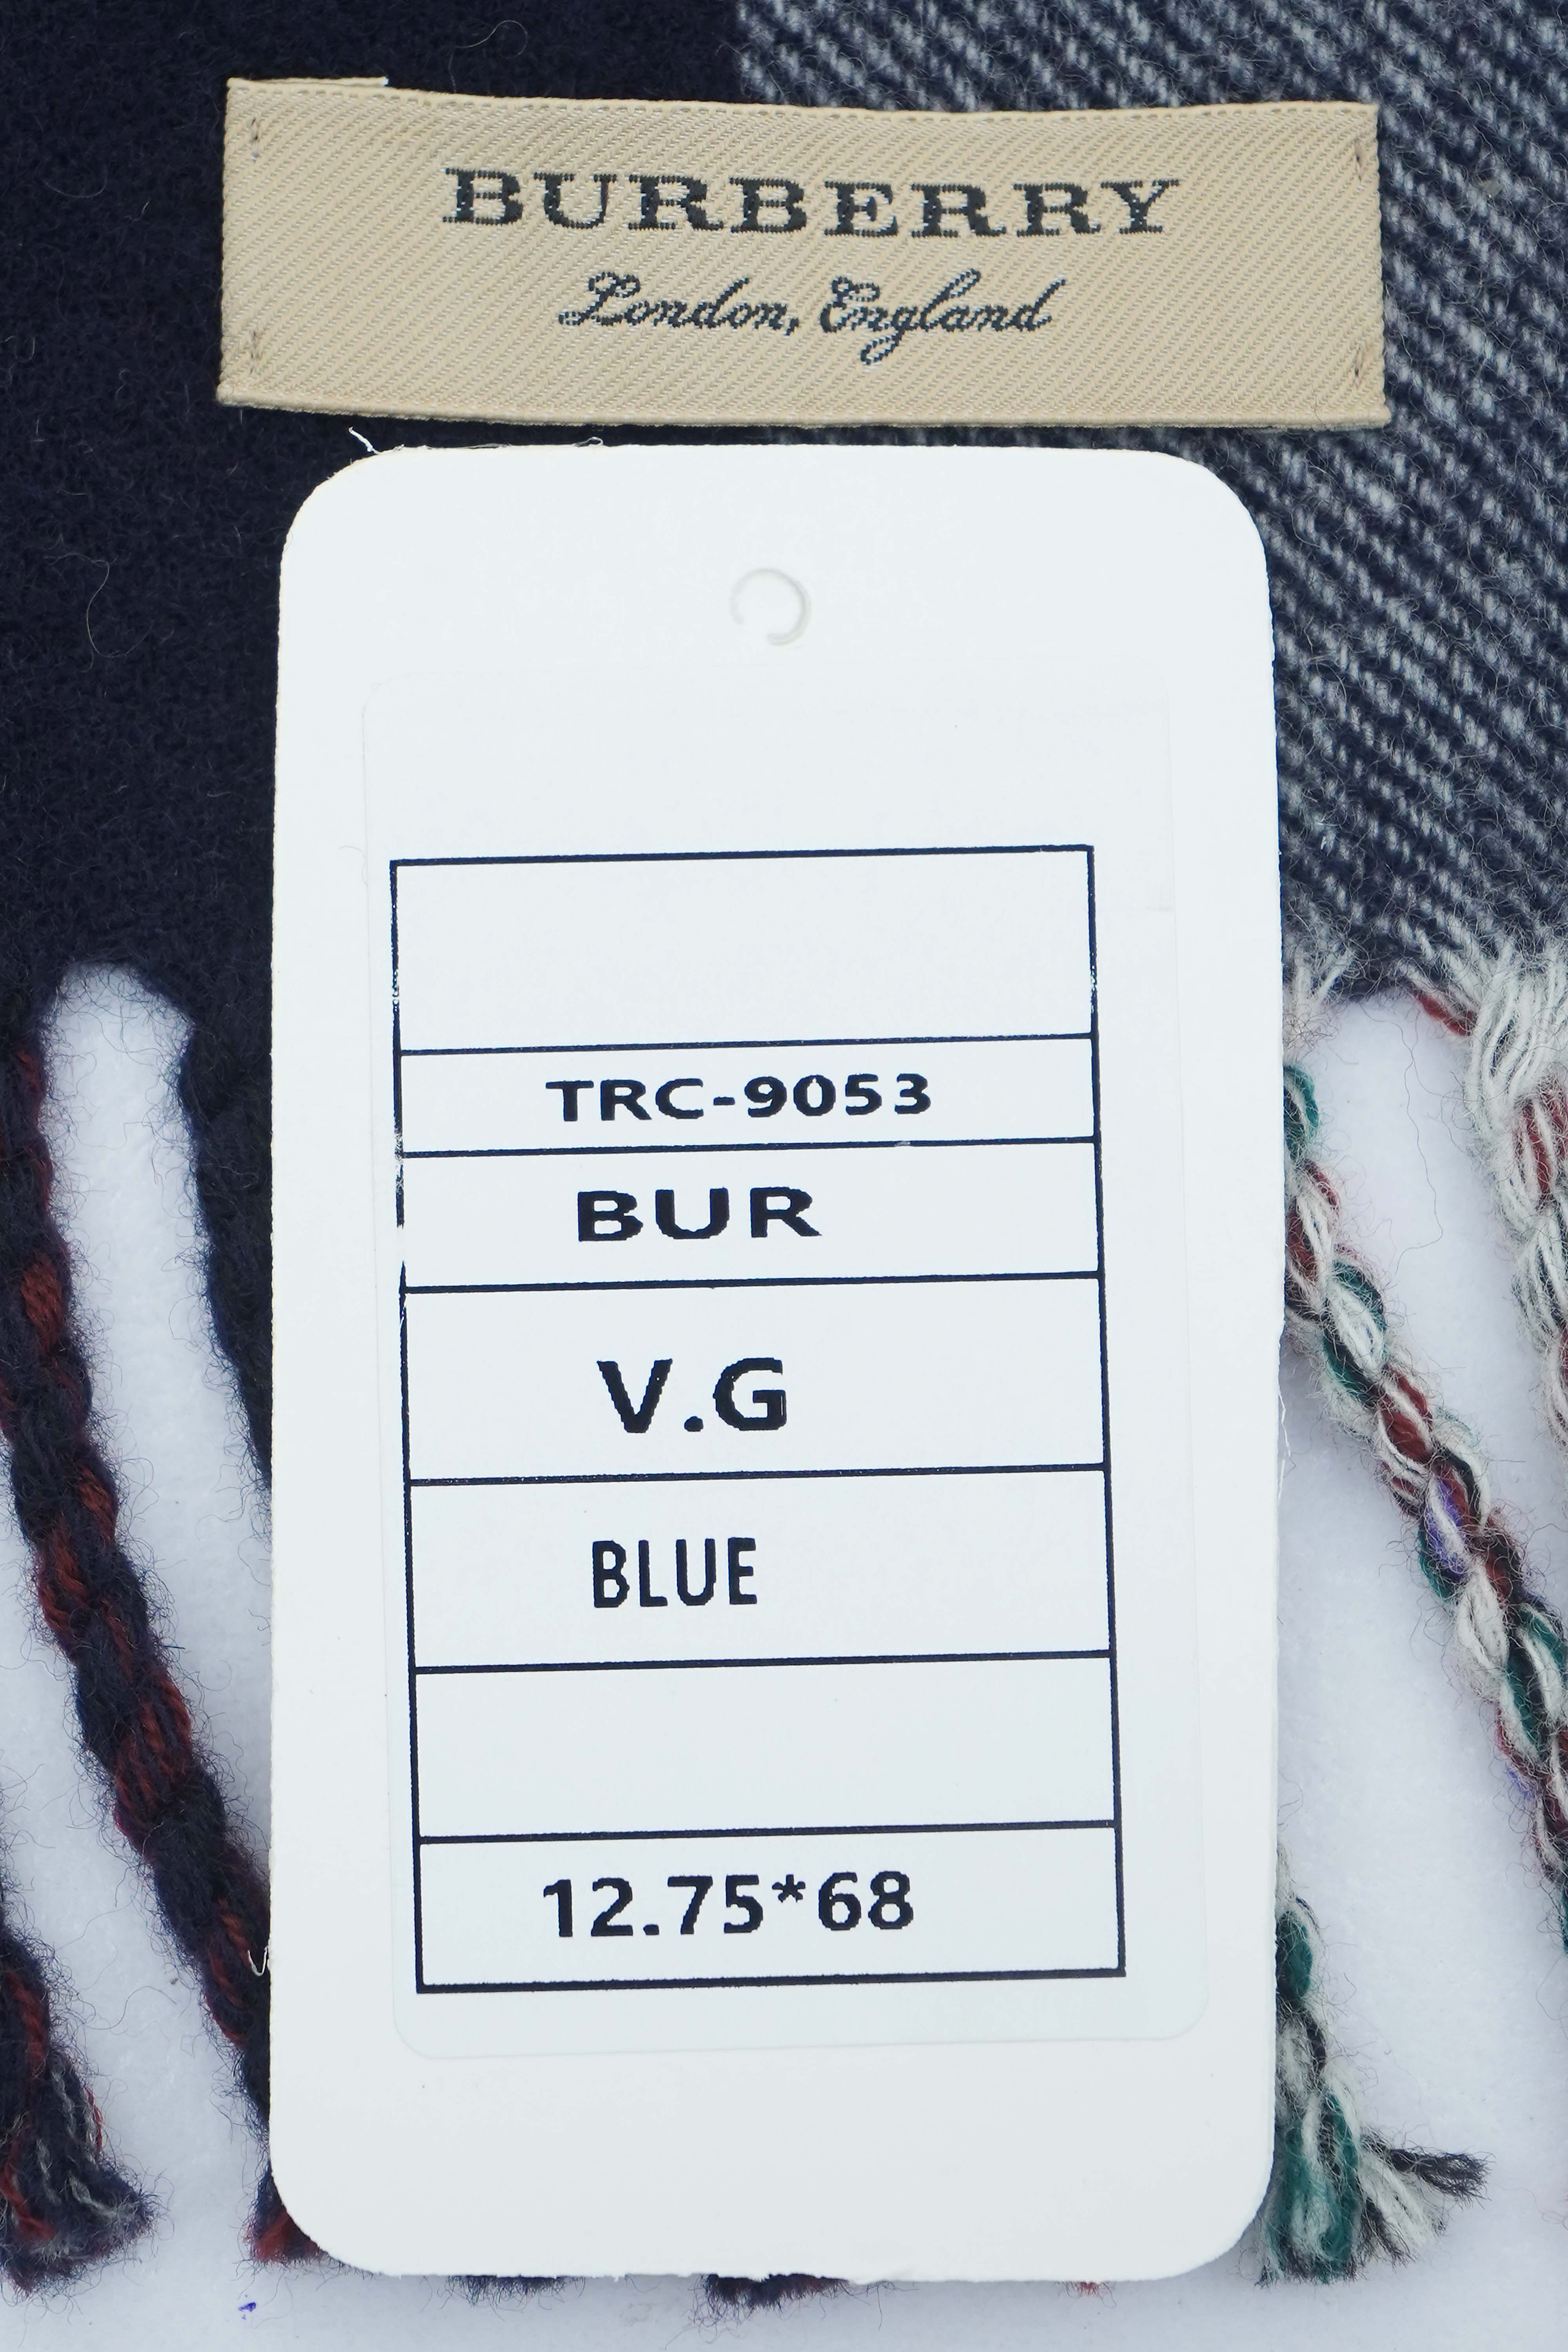 BURBERRY
London, England
TRC-9053
BUR
V.G
BLUE
12.75*68